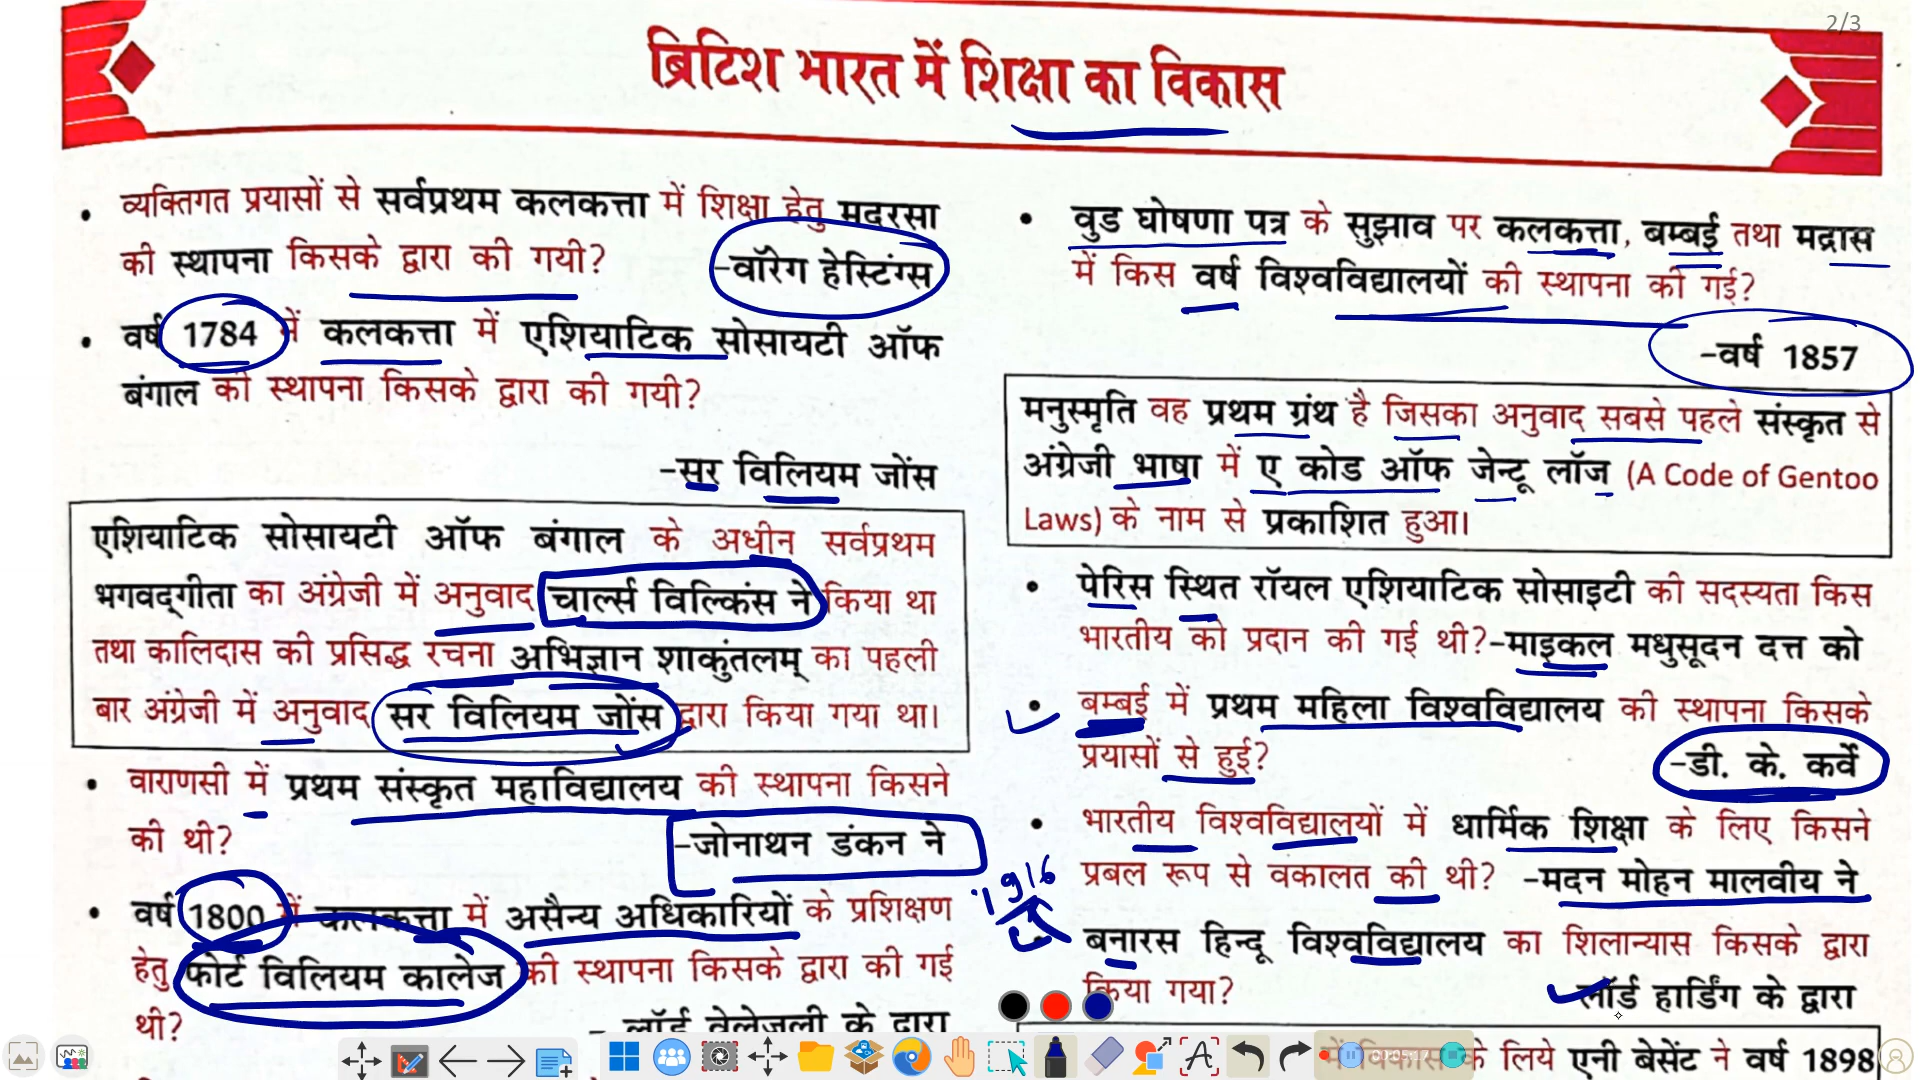 2/3
ब्रिटिश भारत में शिक्षा का विकास
• व्यक्तिगत प्रयासों से सर्वप्रथम कलकत्ता में शिक्षा हेतु मदरसा
की स्थापना किसके द्वारा की गयी? -वॉरेग हेस्टिंग्स
• वर्ष 1784 में कलकत्ता में एशियाटिक सोसायटी ऑफ
बंगाल की स्थापना किसके द्वारा की गयी?
-सर विलियम जोंस
एशियाटिक सोसायटी ऑफ बंगाल के अधीन सर्वप्रथम
भगवद्‌गीता का अंग्रेजी में अनुवाद चार्ल्स विल्किंस ने किया था
तथा कालिदास की प्रसिद्ध रचना अभिज्ञान शाकुंतलम् का पहली
बार अंग्रेजी में अनुवाद सर विलियम जोंस द्वारा किया गया था।
• वाराणसी में प्रथम संस्कृत महाविद्यालय की स्थापना किसने
की थी? -जोनाथन डंकन ने
• वर्ष 1800 में कलकत्ता में असैन्य अधिकारियों के प्रशिक्षण
हेतु फोर्ट विलियम कालेज की स्थापना किसके द्वारा की गई
थी? - लॉर्ड वेलेजली के द्वारा
• वुड घोषणा पत्र के सुझाव पर कलकत्ता, बम्बई तथा मद्रास
में किस वर्ष विश्वविद्यालयों की स्थापना की गई?
-वर्ष 1857
मनुस्मृति वह प्रथम ग्रंथ है जिसका अनुवाद सबसे पहले संस्कृत से
अंग्रेजी भाषा में ए कोड ऑफ जेन्टू लॉज (A Code of Gentoo
Laws) के नाम से प्रकाशित हुआ।
• पेरिस स्थित रॉयल एशियाटिक सोसाइटी की सदस्यता किस
भारतीय को प्रदान की गई थी?-माइकल मधुसूदन दत्त को
• बम्बई में प्रथम महिला विश्वविद्यालय की स्थापना किसके
प्रयासों से हुई? -डी. के. कर्वे
• भारतीय विश्वविद्यालयों में धार्मिक शिक्षा के लिए किसने
प्रबल रूप से वकालत की थी? -मदन मोहन मालवीय ने
1916
बनारस हिन्दू विश्वविद्यालय का शिलान्यास किसके द्वारा
किया गया? लॉर्ड हार्डिंग के द्वारा
के लिये एनी बेसेंट ने वर्ष 1898